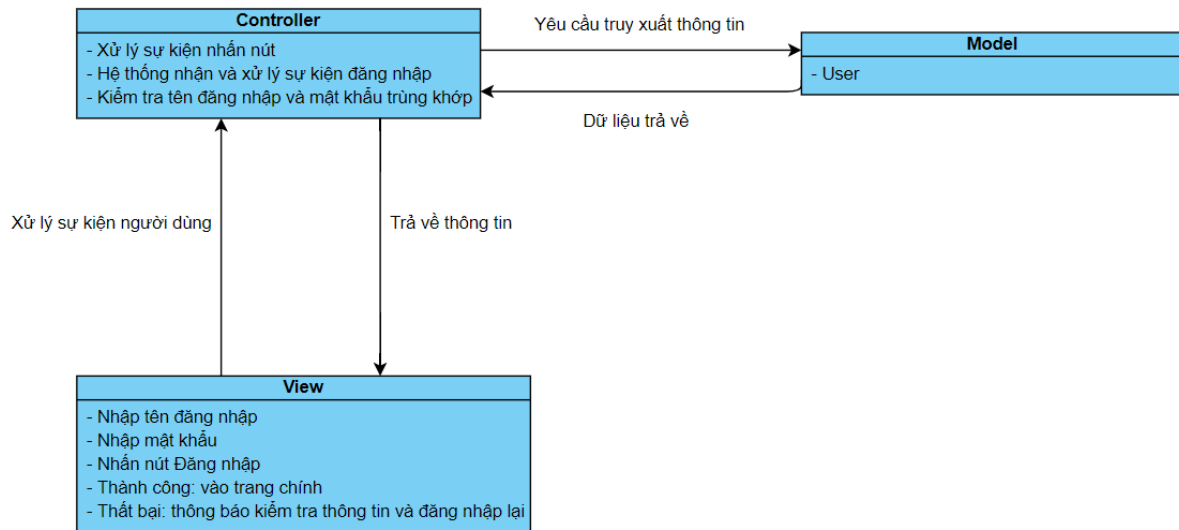 Controller
- Xử lý sự kiện nhấn nút
- Hệ thống nhận và xử lý sự kiện đăng nhập
- Kiểm tra tên đăng nhập và mật khẩu trùng khớp
Yêu cầu truy xuất thông tin
Model
- User
Dữ liệu trả về
Xử lý sự kiện người dùng
Trả về thông tin
View
- Nhập tên đăng nhập
- Nhập mật khẩu
- Nhấn nút Đăng nhập
- Thành công: vào trang chính
- Thất bại: thông báo kiểm tra thông tin và đăng nhập lại